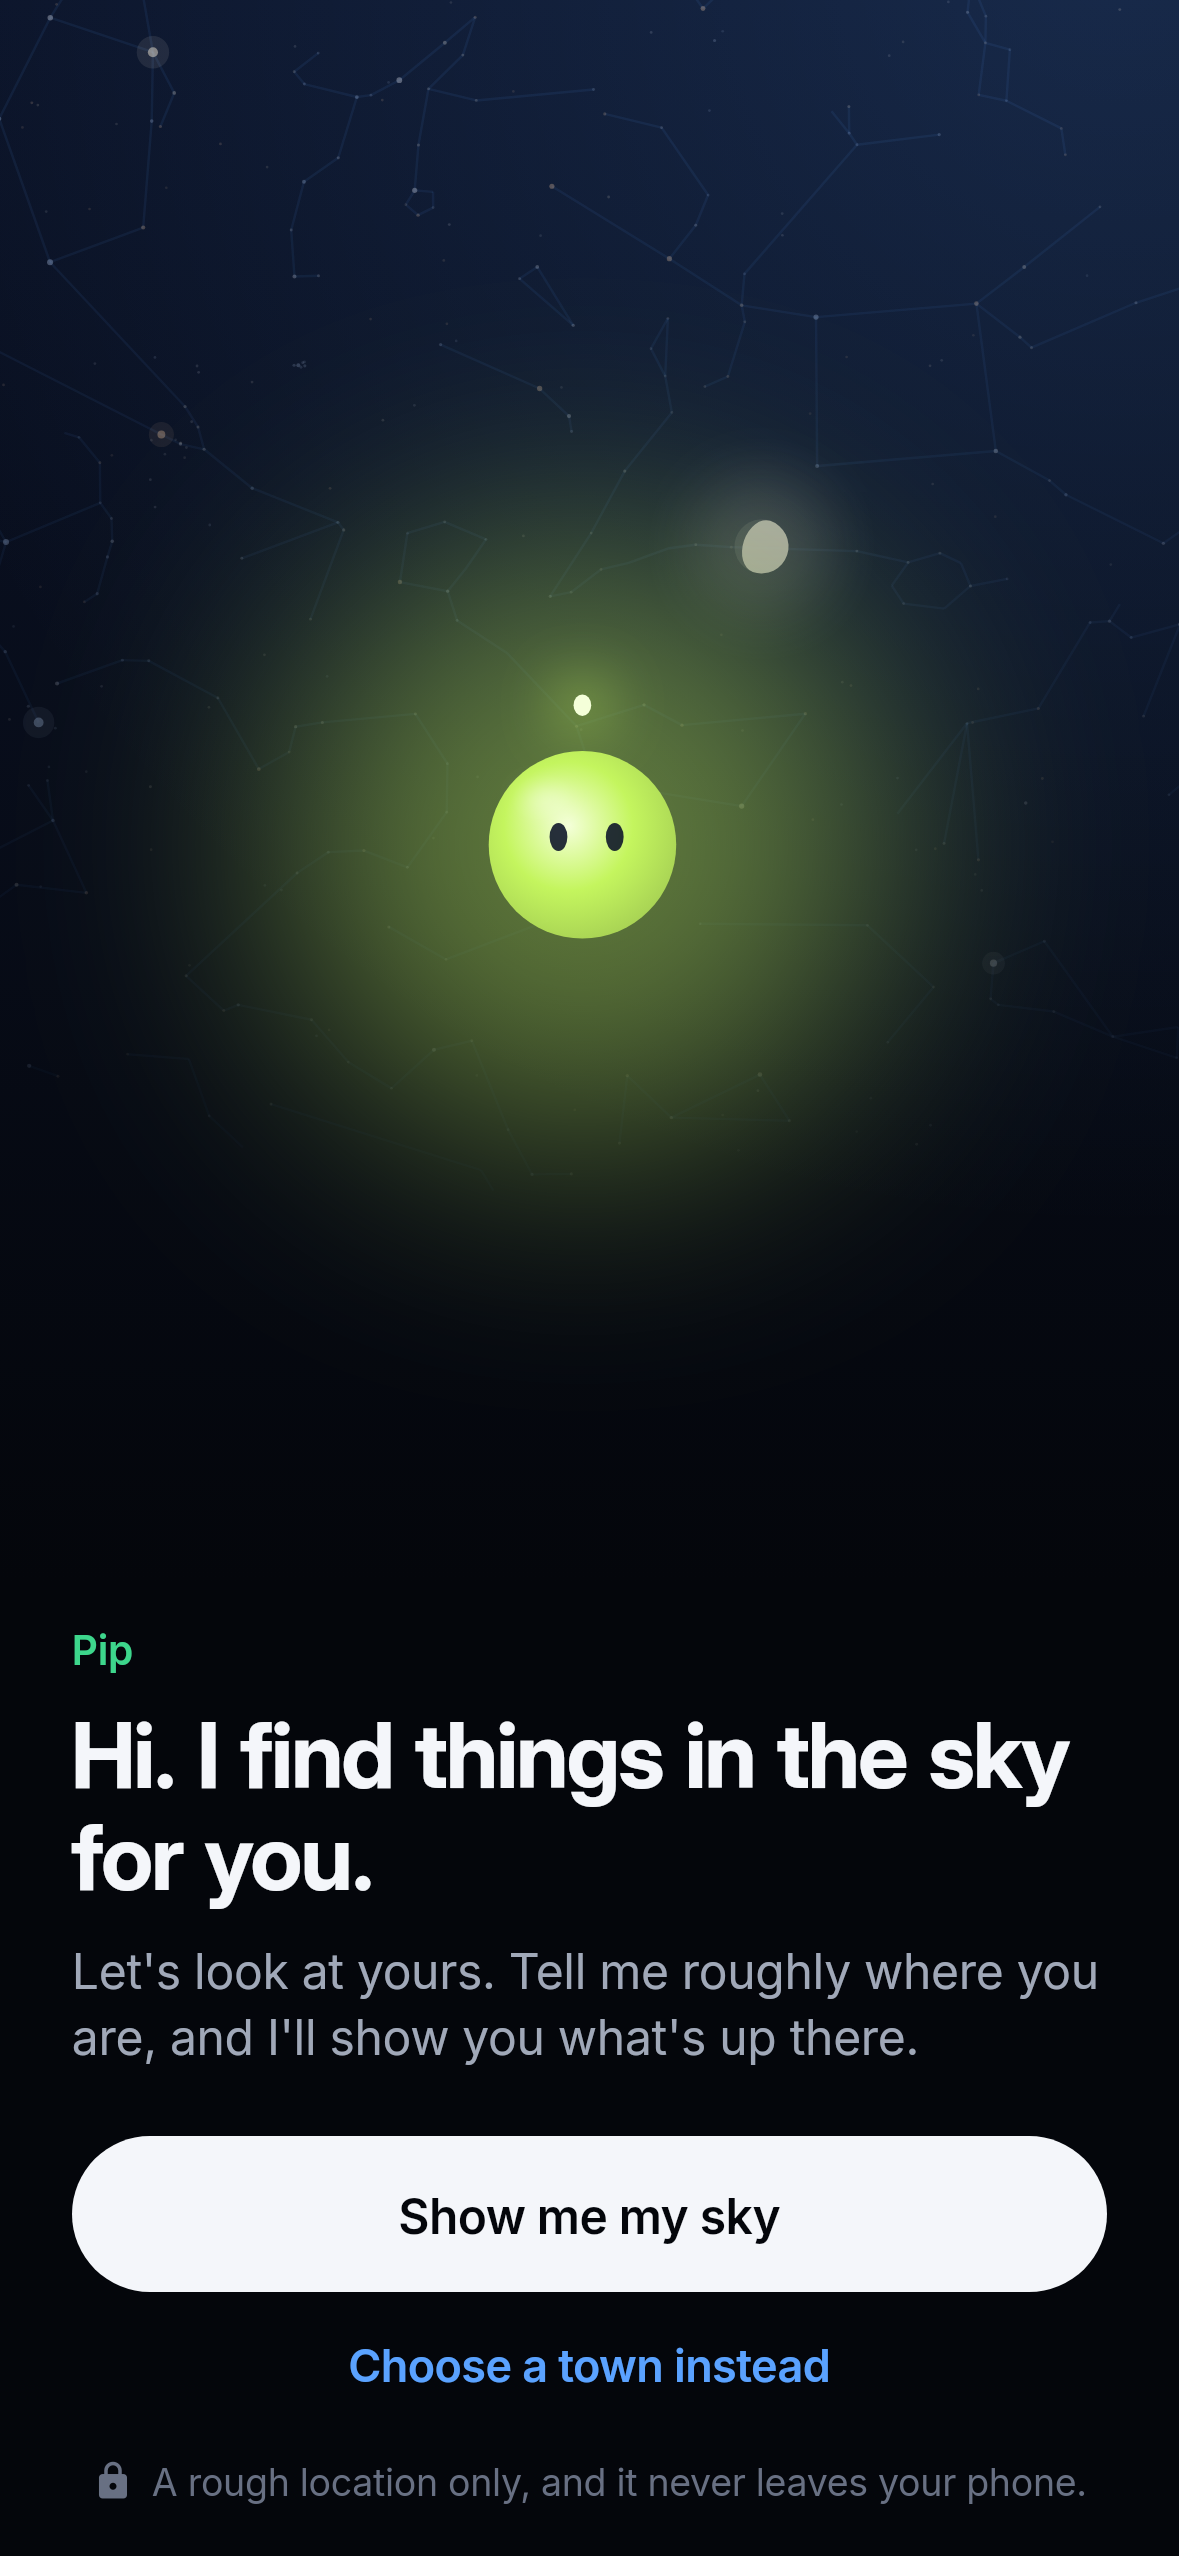 Pip
Hi. I find things in the sky
for you.
Let's look at yours. Tell me roughly where you
are, and I'll show you what's up there.
Show me my sky
Choose a town instead
A rough location only, and it never leaves your phone.